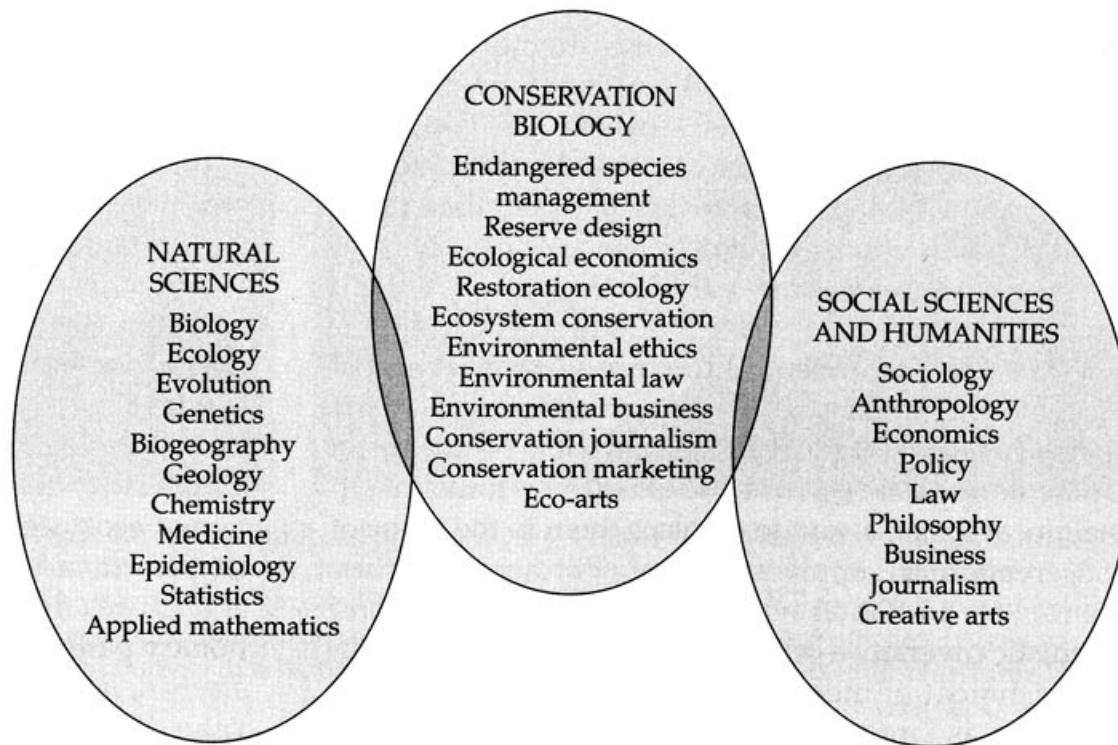 CONSERVATION
BIOLOGY
Endangered species
management
Reserve design
Ecological economics
Restoration ecology
Ecosystem conservation
Environmental ethics
Environmental law
Environmental business
Conservation journalism
Conservation marketing
Eco-arts
NATURAL
SCIENCES
Biology
Ecology
Evolution
Genetics
Biogeography
Geology
Chemistry
Medicine
Epidemiology
Statistics
Applied mathematics
SOCIAL SCIENCES
AND HUMANITIES
Sociology
Anthropology
Economics
Policy
Law
Philosophy
Business
Journalism
Creative arts